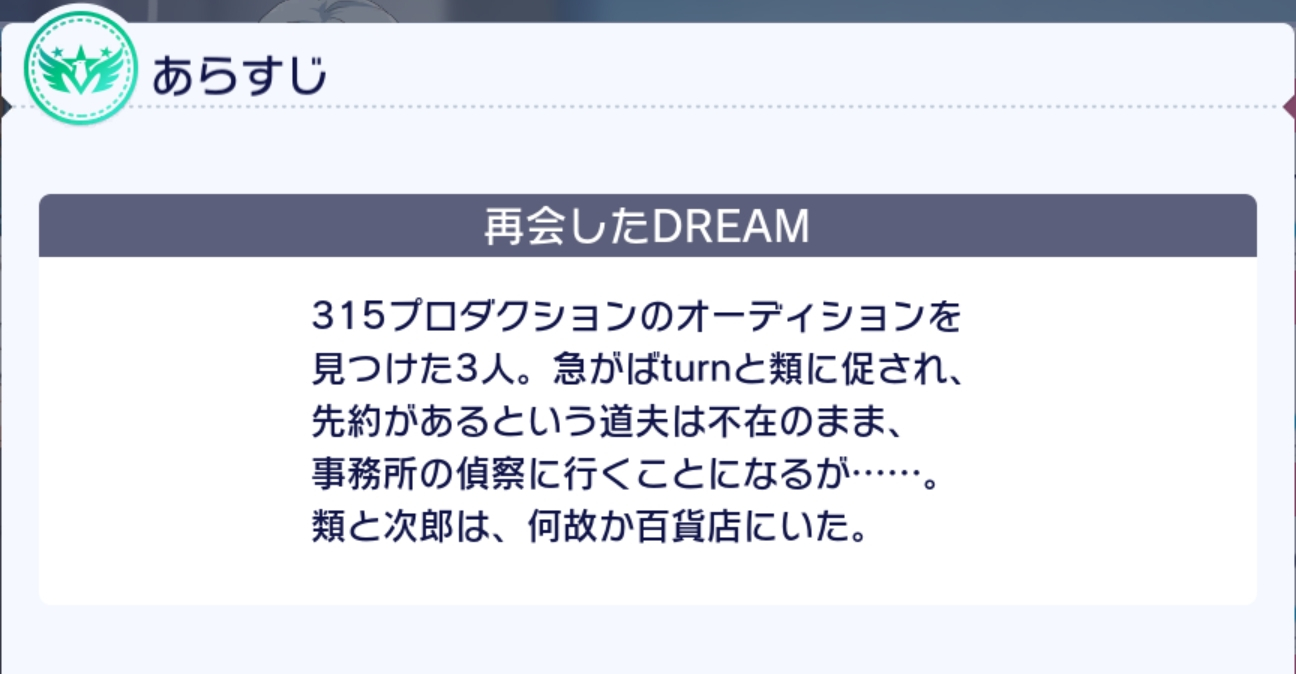 あらすじ
再会したDREAM
315プロダクションのオーディションを
見つけた3人。急がばturnと類に促され、
先約があるという道夫は不在のまま、
事務所の偵察に行くことになるが……。
類と次郎は、何故か百貨店にいた。